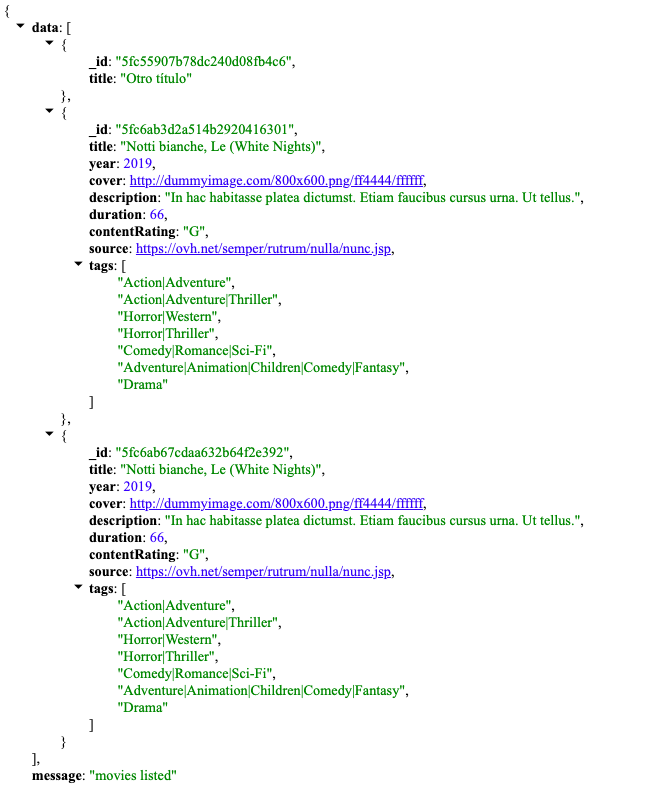 {
data: [
{
_id: "5fc55907b78dc240d08fb4c6",
title: "Otro título"
},
{
_id: "5fc6ab3d2a514b2920416301",
title: "Notti bianche, Le (White Nights)",
year: 2019,
cover: http://dummyimage.com/800x600.png/ff4444/ffffff,
description: "In hac habitasse platea dictumst. Etiam faucibus cursus urna. Ut tellus.",
duration: 66,
contentRating: "G",
source: https://ovh.net/semper/rutrum/nulla/nunc.jsp,
tags: [
"Action|Adventure",
"Action|Adventure|Thriller",
"Horror|Western",
"Horror|Thriller",
"Comedy|Romance|Sci-Fi",
"Adventure|Animation|Children|Comedy|Fantasy",
"Drama"
]
},
{
_id: "5fc6ab67cdaa632b64f2e392",
title: "Notti bianche, Le (White Nights)",
year: 2019,
cover: http://dummyimage.com/800x600.png/ff4444/ffffff,
description: "In hac habitasse platea dictumst. Etiam faucibus cursus urna. Ut tellus.",
duration: 66,
contentRating: "G",
source: https://ovh.net/semper/rutrum/nulla/nunc.jsp,
tags: [
"Action|Adventure",
"Action|Adventure|Thriller",
"Horror|Western",
"Horror|Thriller",
"Comedy|Romance|Sci-Fi",
"Adventure|Animation|Children|Comedy|Fantasy",
"Drama"
]
}
],
message: "movies listed"